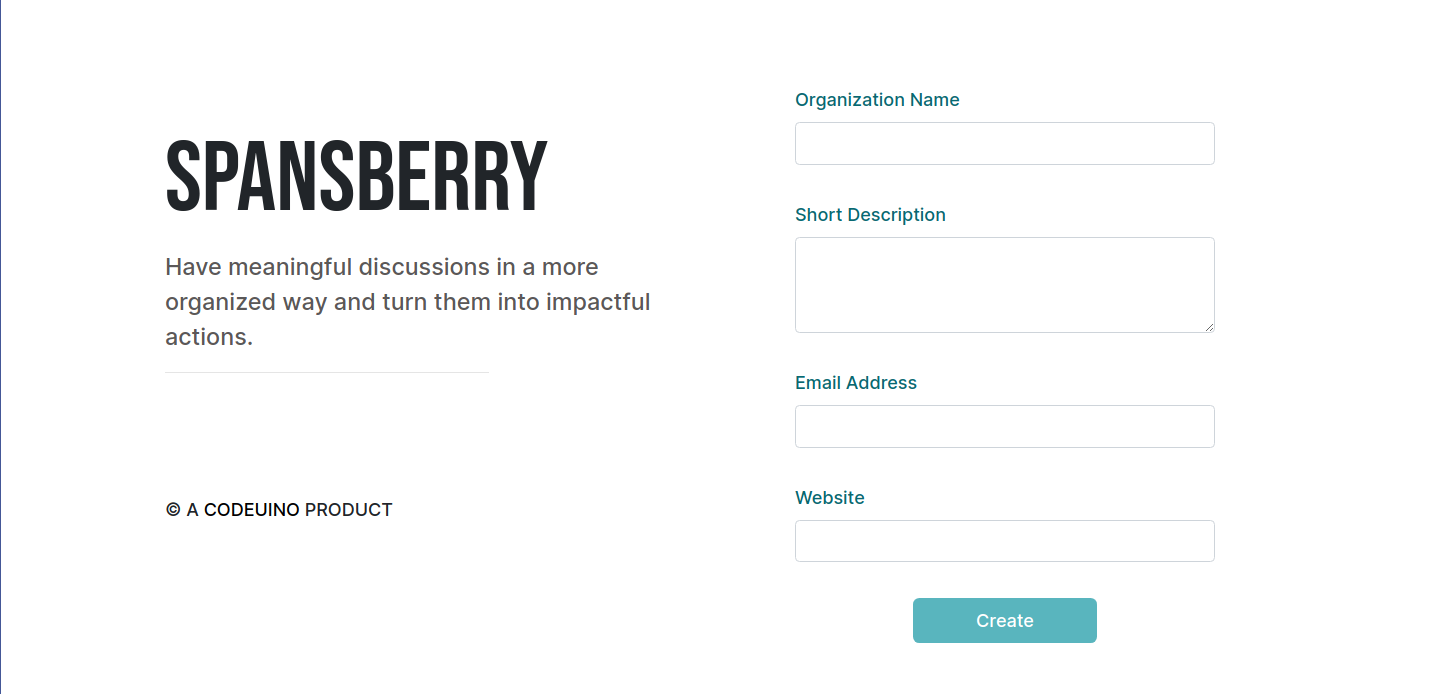 SPANSBERRY
Have meaningful discussions in a more
organized way and turn them into impactful
actions.
© A CODEUINO PRODUCT
Organization Name
Short Description
Email Address
Website
Create